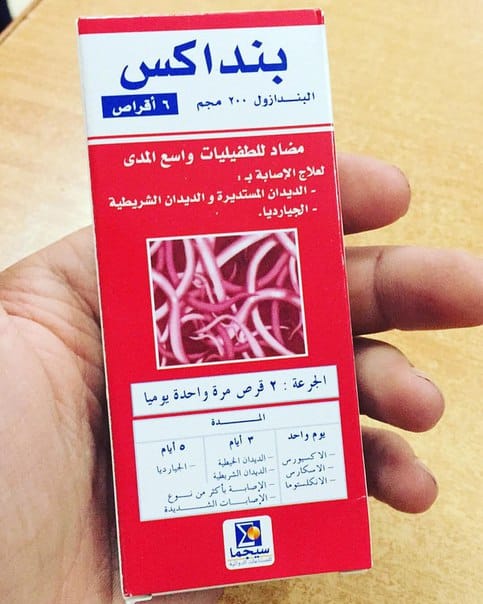 بنداكس
البندازول ٢٠٠ مجم
٦ أقراص
مضاد للطفيليات واسع المدى
لعلاج الإصابة بـ :
- الديدان المستديرة و الديدان الشريطية
- الجيارديا.
الجرعة : ٢ قرص مرة واحدة يوميا
المدة
يوم واحد
٣ أيام
٥ أيام
- الاكسيورس
- الاسكارس
- الانكلستوما
- الديدان الخيطية
- الديدان الشريطية
- الإصابة بأكثر من نوع
- الإصابات الشديدة
- الجيارديا
سيجما
للصناعات الدوائية